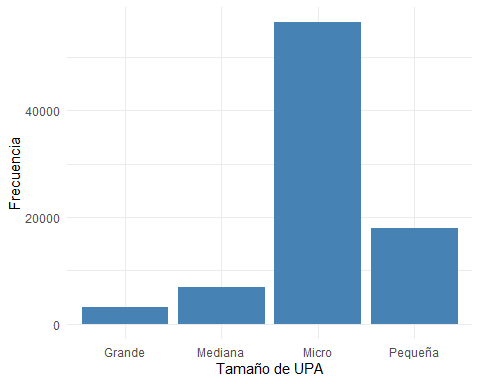 Frecuencia
40000
20000
0
Grande
Mediana
Micro
Pequeña
Tamaño de UPA